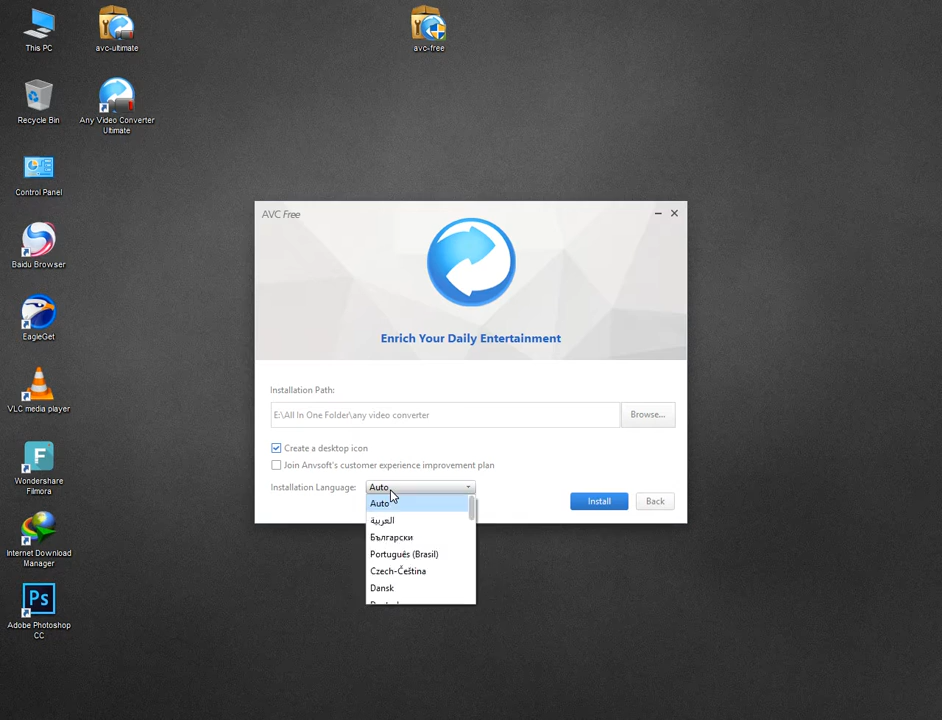 This PC
avc-ultimate
avc-free
Recycle Bin
Any Video Converter
Ultimate
Control Panel
Baidu Browser
EagleGet
VLC media player
Wondershare
Filmora
Internet Download
Manager
Ps
Adobe Photoshop
CC
AVC Free
Enrich Your Daily Entertainment
Installation Path:
E:\All In One Folder\any video converter
Browse...
Create a desktop icon
Join Anvsoft's customer experience improvement plan
Installation Language:
Auto
Install
Back
Auto
العربية
Български
Português (Brasil)
Czech-Čeština
Dansk